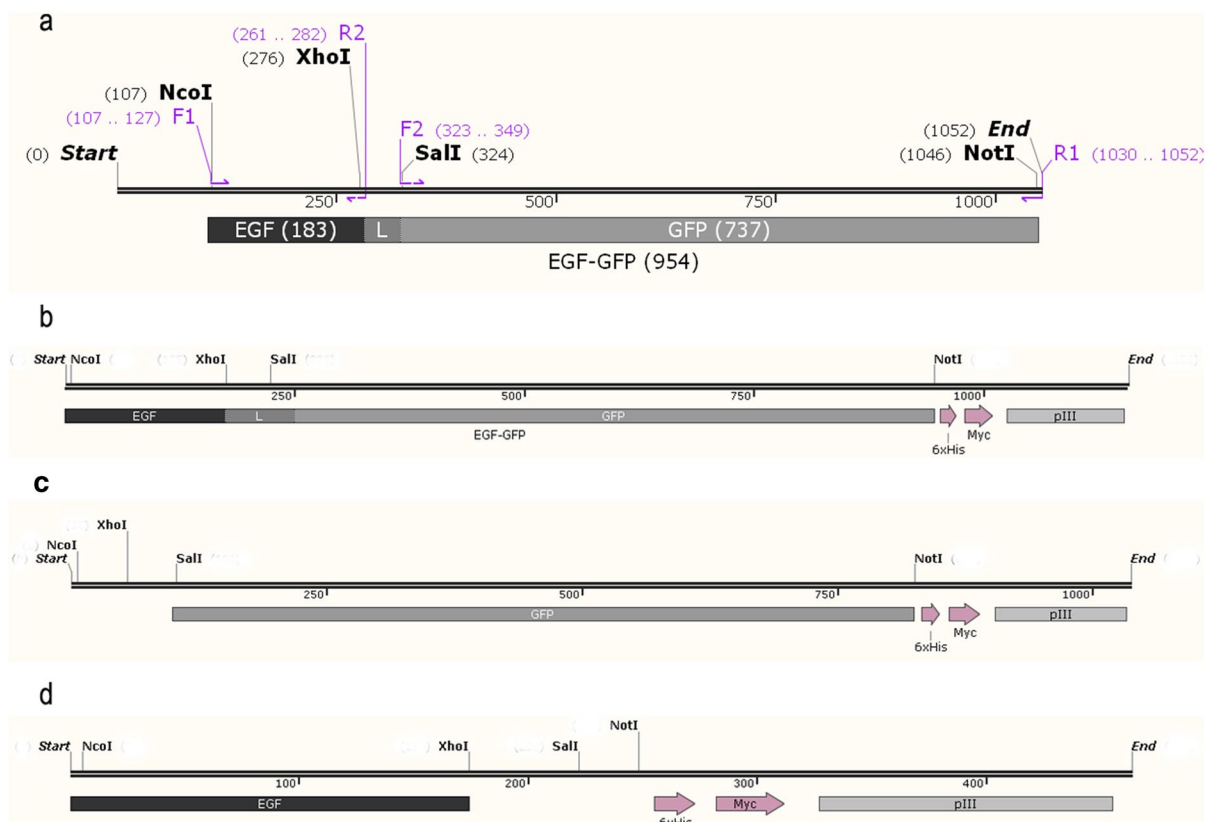 a
(261 .. 282) R2
(276) XhoI
(107) NcoI
(107 .. 127) F1
F2 (323 .. 349)
(1052) End
(0) Start
SalI (324)
(1046) NotI
R1 (1030 .. 1052)
250 500 750 1000
EGF (183) L GFP (737)
EGF-GFP (954)
b
Start NcoI XhoI SalI NotI End
250 500 750 1000
EGF L GFP pIII
EGF-GFP Myc
6xHis
c
XhoI
NcoI
Start SalI NotI End
250 500 750 1000
GFP pIII
Myc
6xHis
d
NotI
Start NcoI XhoI SalI End
100 200 300 400
EGF Myc pIII
6xHis